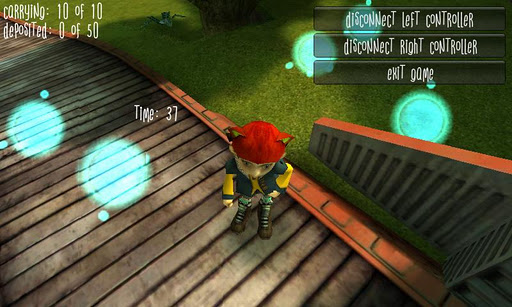 carrying: 10 of 10
deposited: 0 of 50
Time: 37
disconnect left controller
disconnect right controller
exit game